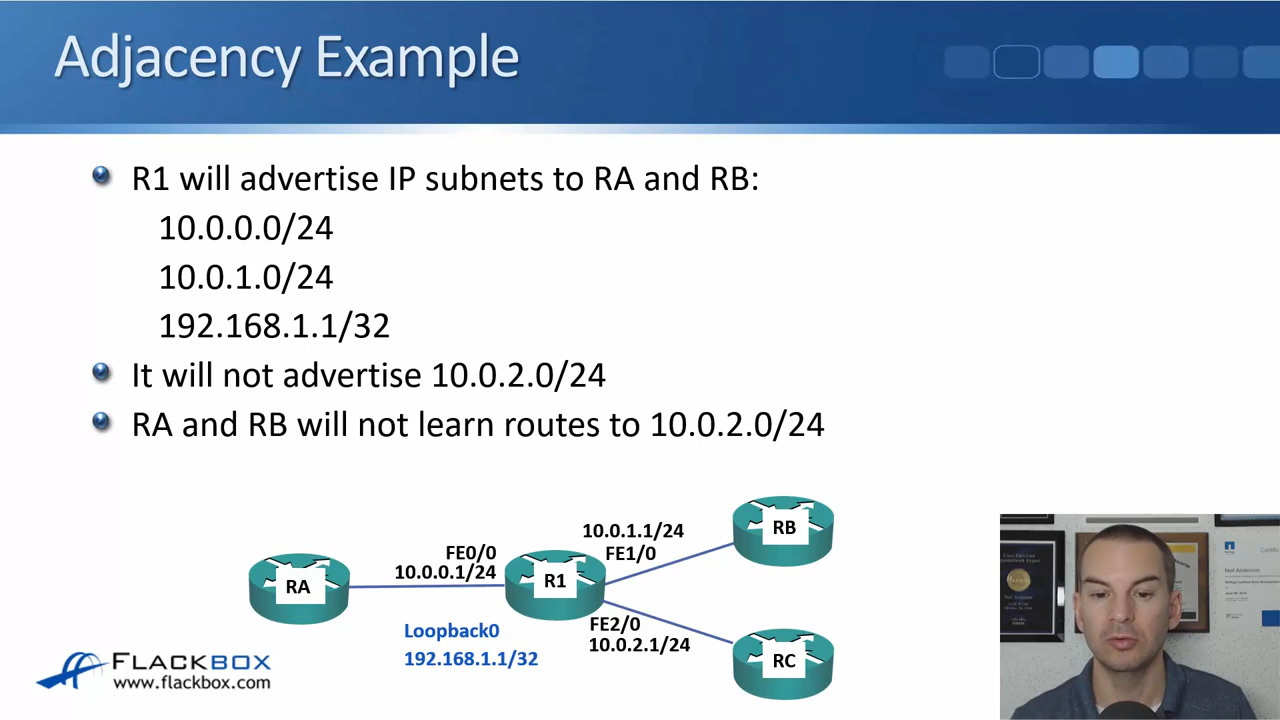 Adjacency Example
R1 will advertise IP subnets to RA and RB:
10.0.0.0/24
10.0.1.0/24
192.168.1.1/32
It will not advertise 10.0.2.0/24
RA and RB will not learn routes to 10.0.2.0/24
10.0.1.1/24
FE1/0
RB
FE0/0
10.0.0.1/24
RA
R1
Loopback0
192.168.1.1/32
FE2/0
10.0.2.1/24
RC
FLACKBOX
www.flackbox.com
Neil Anderson